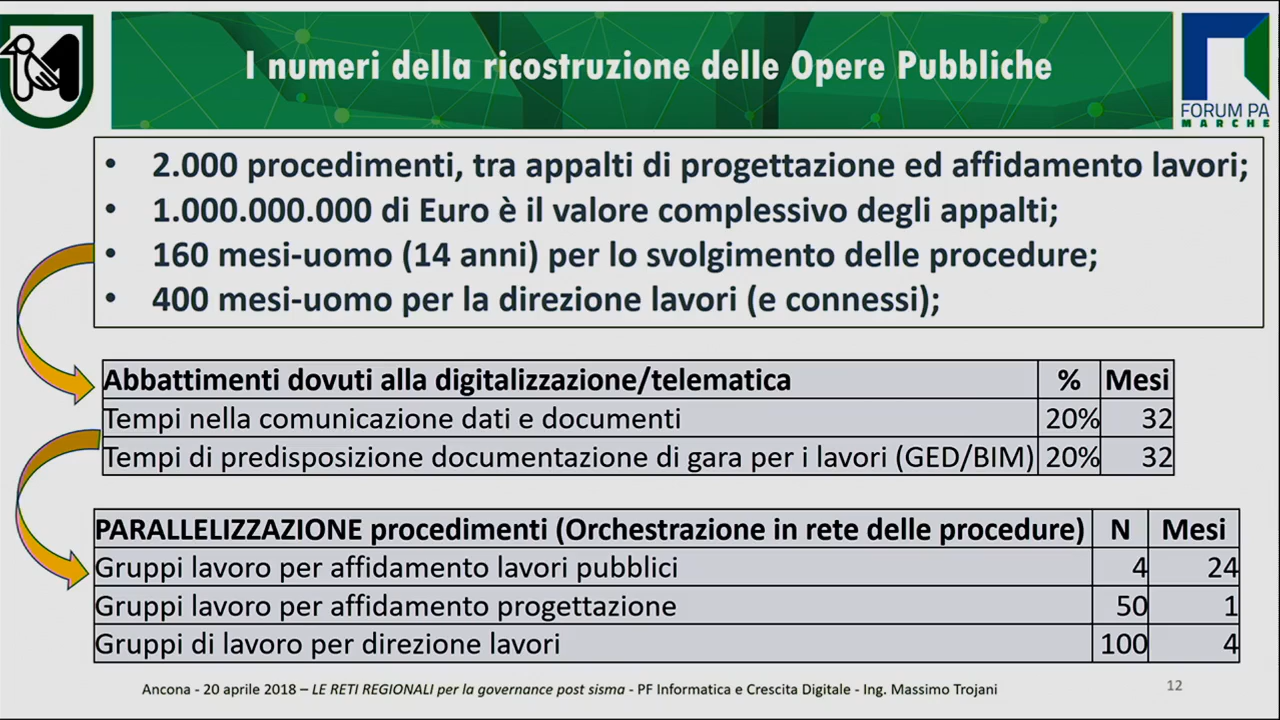 I numeri della ricostruzione delle Opere Pubbliche
FORUM PA
MARCHE
• 2.000 procedimenti, tra appalti di progettazione ed affidamento lavori;
• 1.000.000.000 di Euro è il valore complessivo degli appalti;
• 160 mesi-uomo (14 anni) per lo svolgimento delle procedure;
• 400 mesi-uomo per la direzione lavori (e connessi);
Abbattimenti dovuti alla digitalizzazione/telematica % Mesi
Tempi nella comunicazione dati e documenti 20% 32
Tempi di predisposizione documentazione di gara per i lavori (GED/BIM) 20% 32
PARALLELIZZAZIONE procedimenti (Orchestrazione in rete delle procedure) N Mesi
Gruppi lavoro per affidamento lavori pubblici 4 24
Gruppi lavoro per affidamento progettazione 50 1
Gruppi di lavoro per direzione lavori 100 4
Ancona - 20 aprile 2018 – LE RETI REGIONALI per la governance post sisma - PF Informatica e Crescita Digitale - Ing. Massimo Trojani
12